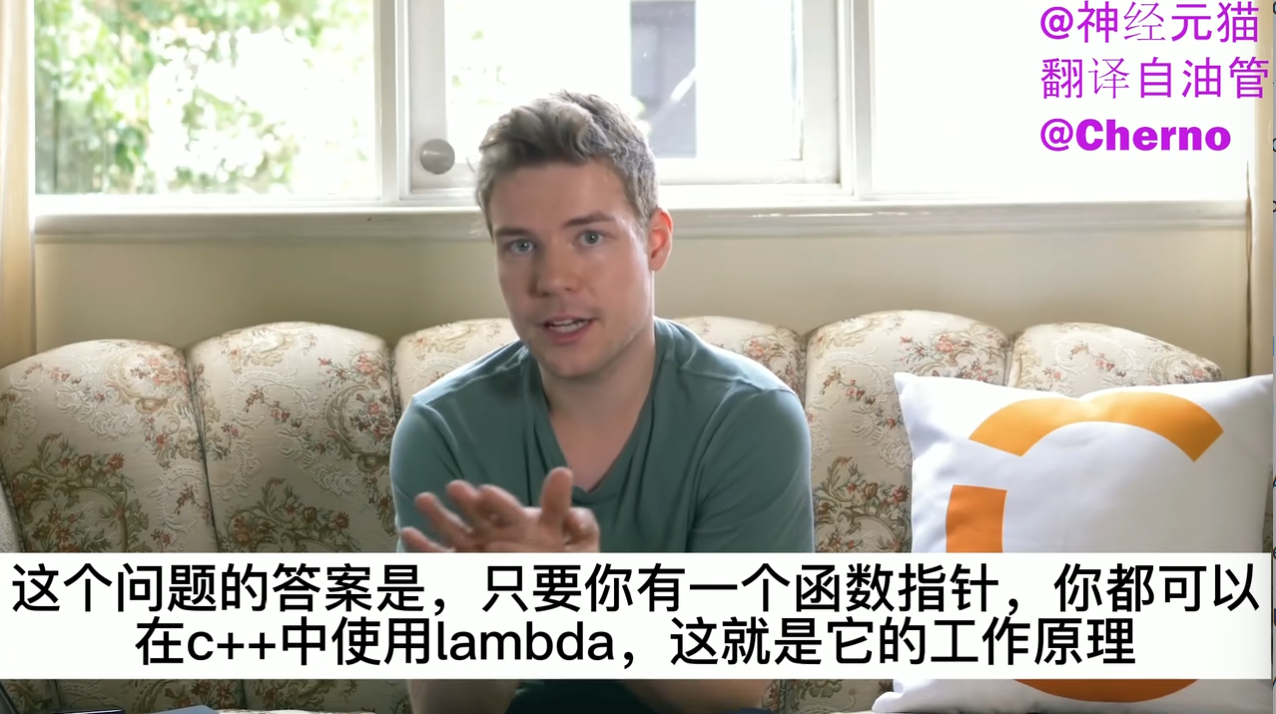 @神经元猫
翻译自油管
@Cherno
这个问题的答案是，只要你有一个函数指针，你都可以
在c++中使用lambda，这就是它的工作原理